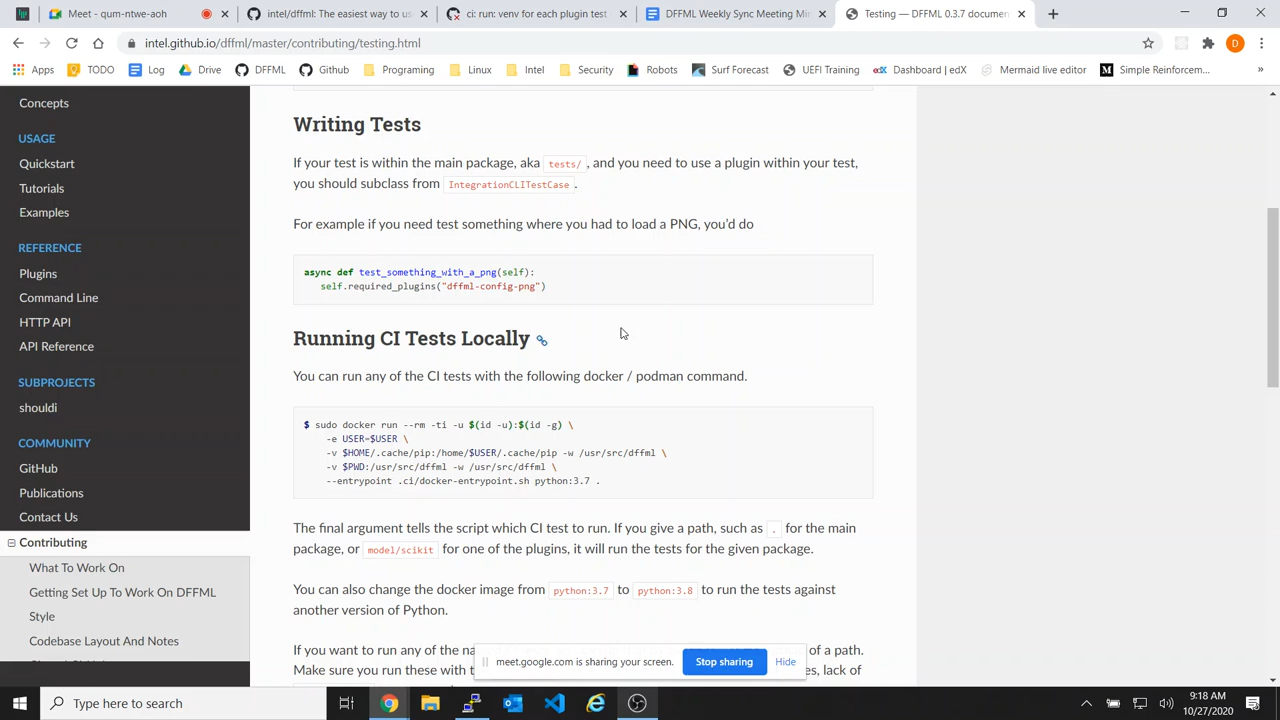 Meet - qum-ntwe-aoh
intel/dffml: The easiest way to us
ci: run: venv for each plugin test
DFFML Weekly Sync Meeting Mi
Testing — DFFML 0.3.7 documen
intel.github.io/dffml/master/contributing/testing.html
D
Apps
TODO
Log
Drive
DFFML
Github
Programing
Linux
Intel
Security
Robots
Surf Forecast
UEFI Training
edX Dashboard | edX
Mermaid live editor
Simple Reinforcem...
»
Concepts
USAGE
Quickstart
Tutorials
Examples
REFERENCE
Plugins
Command Line
HTTP API
API Reference
SUBPROJECTS
shouldi
COMMUNITY
GitHub
Publications
Contact Us
Contributing
What To Work On
Getting Set Up To Work On DFFML
Style
Codebase Layout And Notes
Writing Tests
If your test is within the main package, aka tests/ , and you need to use a plugin within your test,
you should subclass from IntegrationCLITestCase .
For example if you need test something where you had to load a PNG, you'd do
async def test_something_with_a_png(self):
self.required_plugins("dffml-config-png")
Running CI Tests Locally
You can run any of the CI tests with the following docker / podman command.
$ sudo docker run --rm -ti -u $(id -u):$(id -g) \
-e USER=$USER \
-v $HOME/.cache/pip:/home/$USER/.cache/pip -w /usr/src/dffml \
-v $PWD:/usr/src/dffml -w /usr/src/dffml \
--entrypoint .ci/docker-entrypoint.sh python:3.7 .
The final argument tells the script which CI test to run. If you give a path, such as . for the main
package, or model/scikit for one of the plugins, it will run the tests for the given package.
You can also change the docker image from python:3.7 to python:3.8 to run the tests against
another version of Python.
If you want to run any of the of a path.
Make sure you run these with t es, lack of
meet.google.com is sharing your screen.
Stop sharing
Hide
Type here to search
9:18 AM
10/27/2020